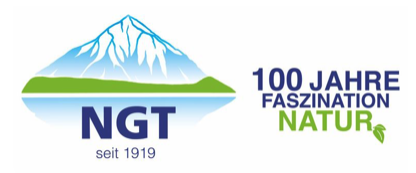 NGT
seit 1919
100 JAHRE
FASZINATION
NATUR